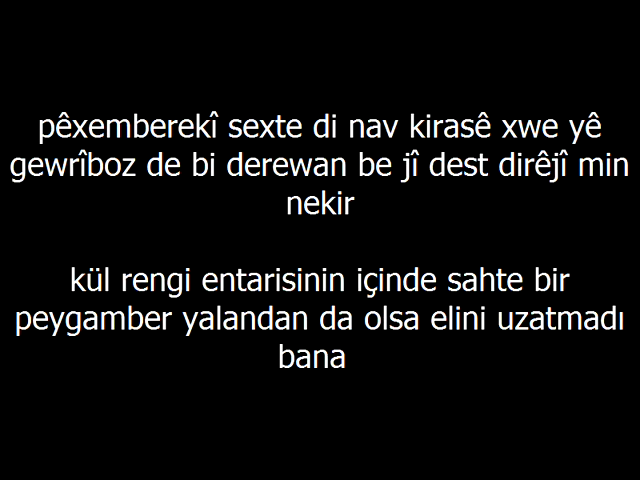 pêxemberekî sexte di nav kirasê xwe yê
gewrîboz de bi derewan be jî dest dirêjî min
nekir
kül rengi entarisinin içinde sahte bir
peygamber yalandan da olsa elini uzatmadı
bana